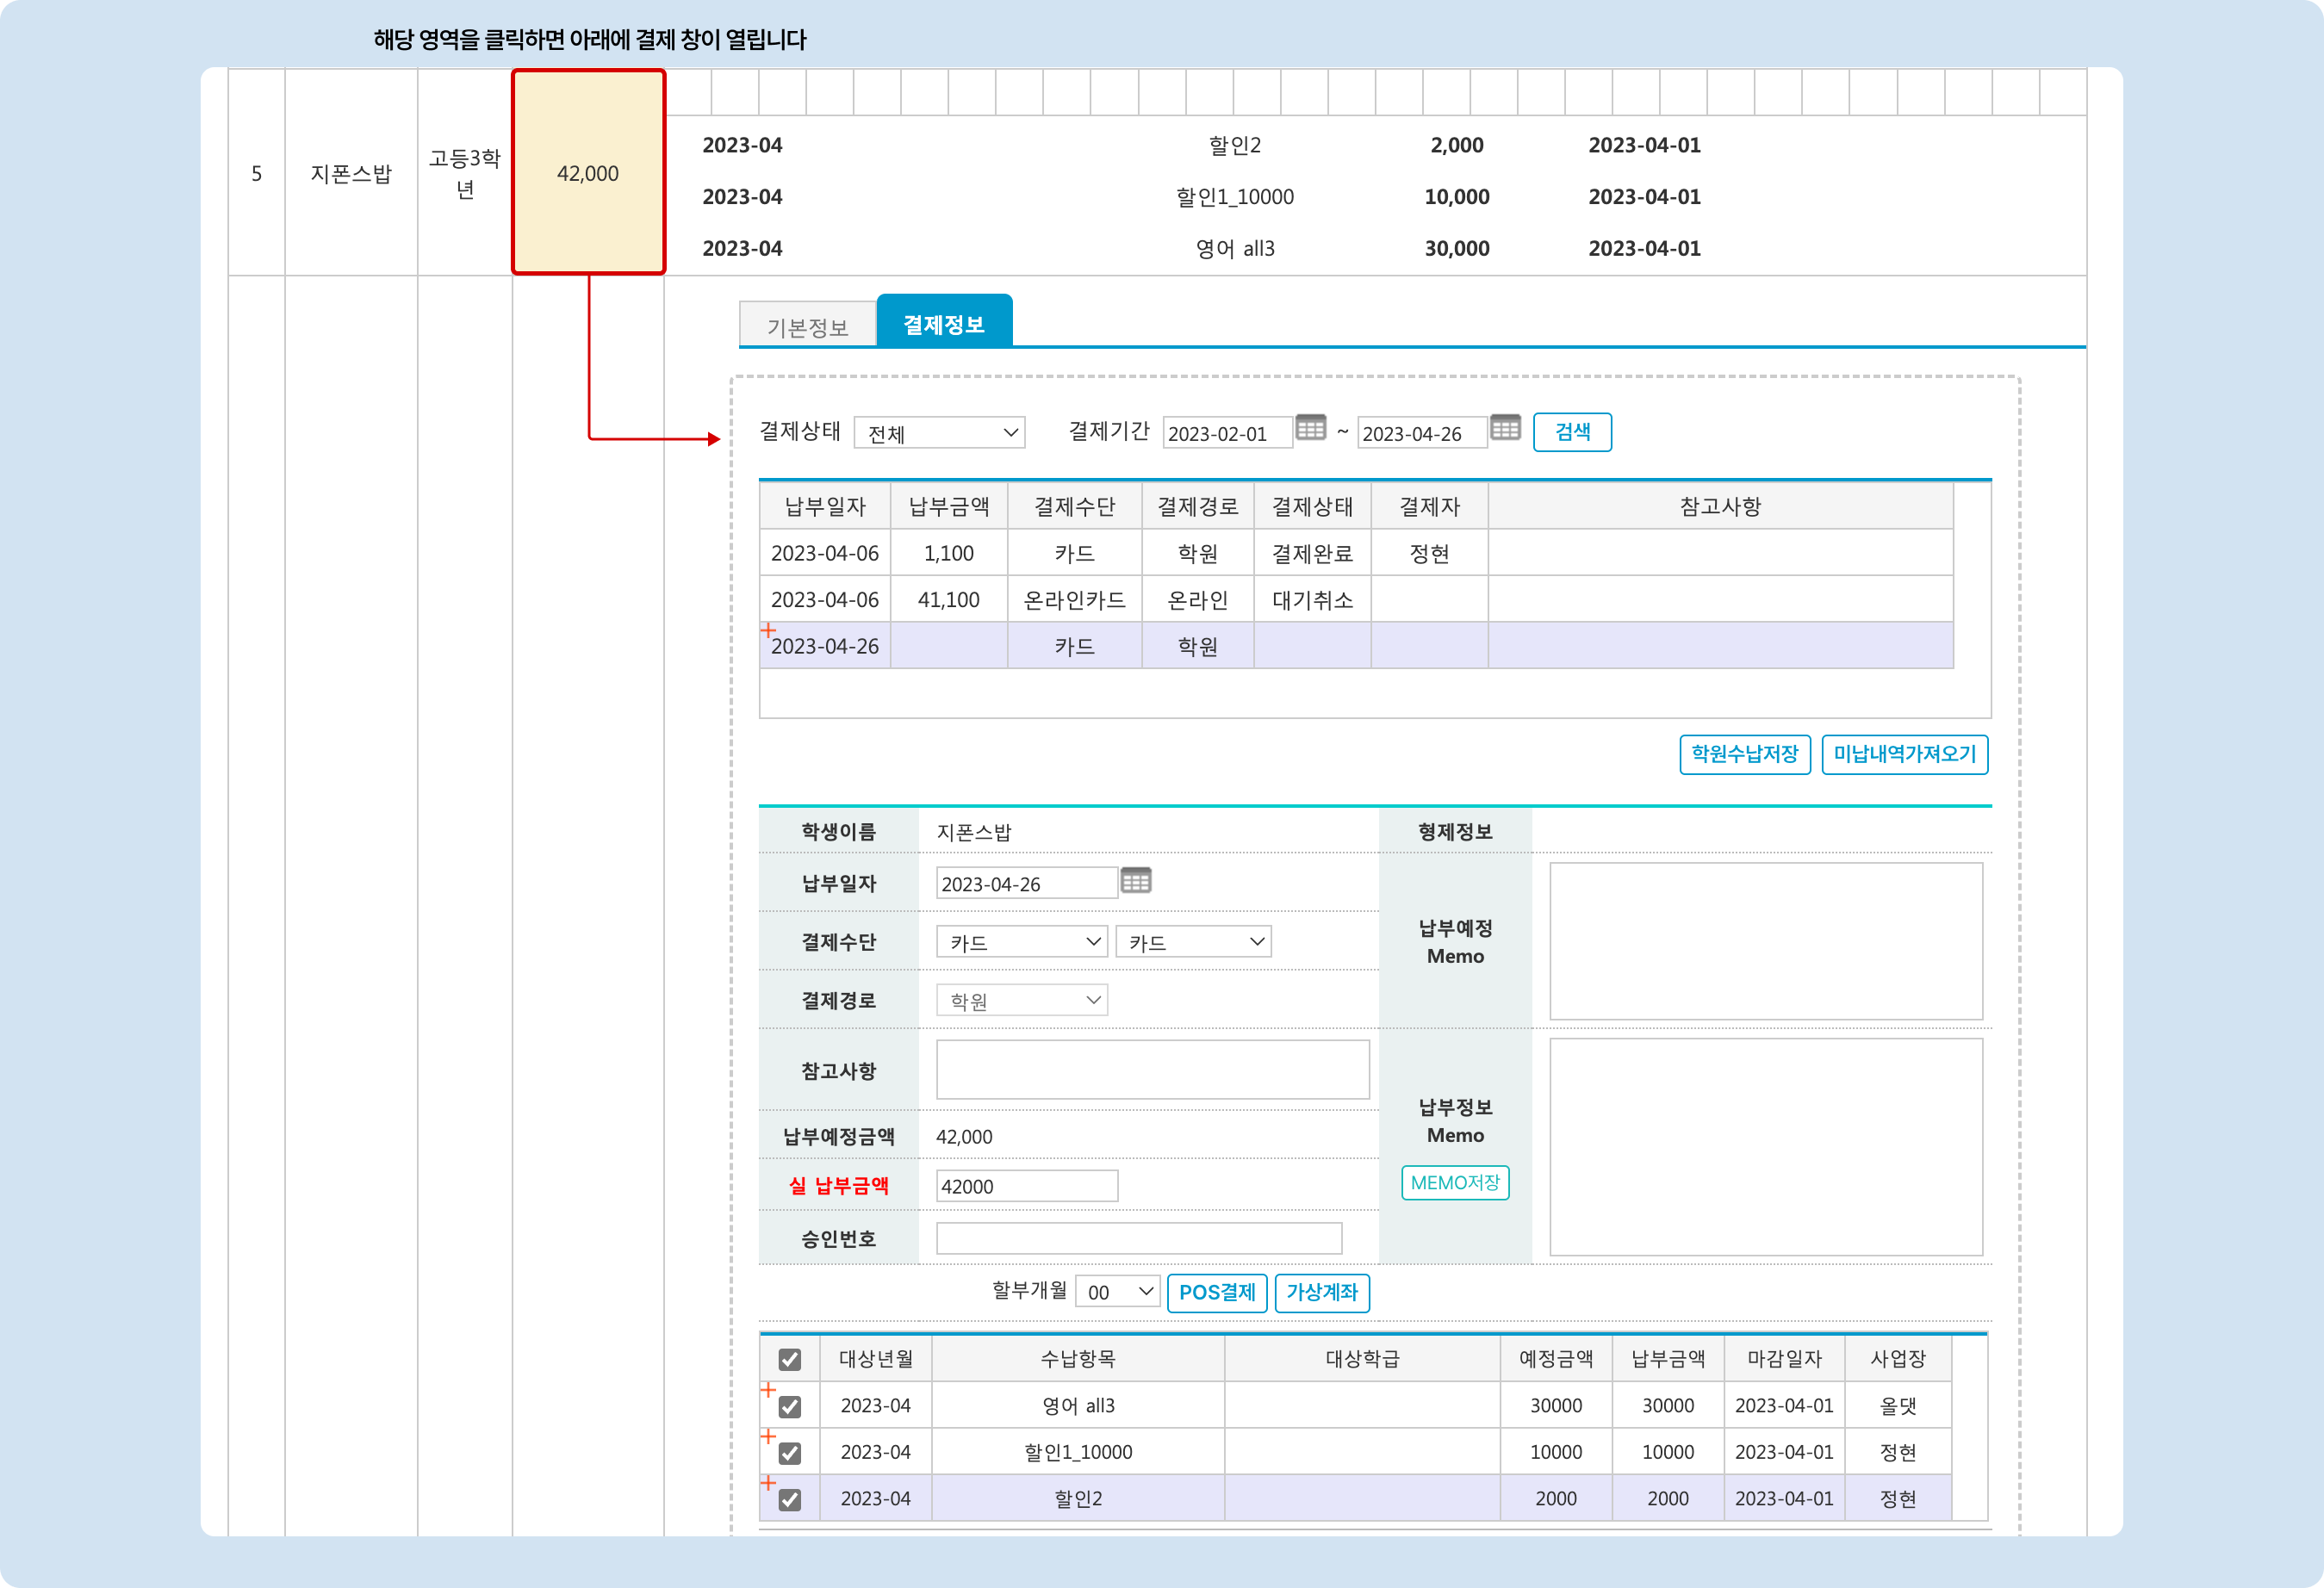 해당 영역을 클릭하면 아래에 결제 창이 열립니다
5 지폰스밥 고등3학년 42,000
2023-04 할인2 2,000 2023-04-01
2023-04 할인1_10000 10,000 2023-04-01
2023-04 영어 all3 30,000 2023-04-01
기본정보 결제정보
결제상태 전체 결제기간 2023-02-01 ~ 2023-04-26 검색
납부일자 납부금액 결제수단 결제경로 결제상태 결제자 참고사항
2023-04-06 1,100 카드 학원 결제완료 정현
2023-04-06 41,100 온라인카드 온라인 대기취소
2023-04-26 카드 학원
학원수납저장 미납내역가져오기
학생이름 지폰스밥 형제정보
납부일자 2023-04-26
결제수단 카드 카드
납부예정
Memo
결제경로 학원
참고사항
납부정보
Memo
납부예정금액 42,000
실 납부금액 42000 MEMO저장
승인번호
할부개월 00 POS결제 가상계좌
대상년월 수납항목 대상학급 예정금액 납부금액 마감일자 사업장
2023-04 영어 all3 30000 30000 2023-04-01 올댓
2023-04 할인1_10000 10000 10000 2023-04-01 정현
2023-04 할인2 2000 2000 2023-04-01 정현